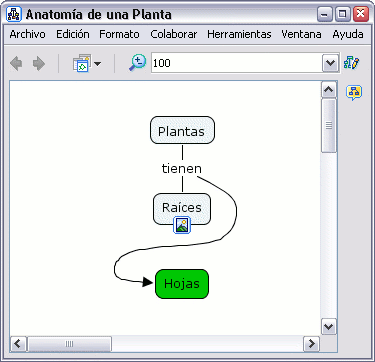 Anatomía de una Planta
Archivo Edición Formato Colaborar Herramientas Ventana Ayuda
100
Plantas
tienen
Raíces
Hojas